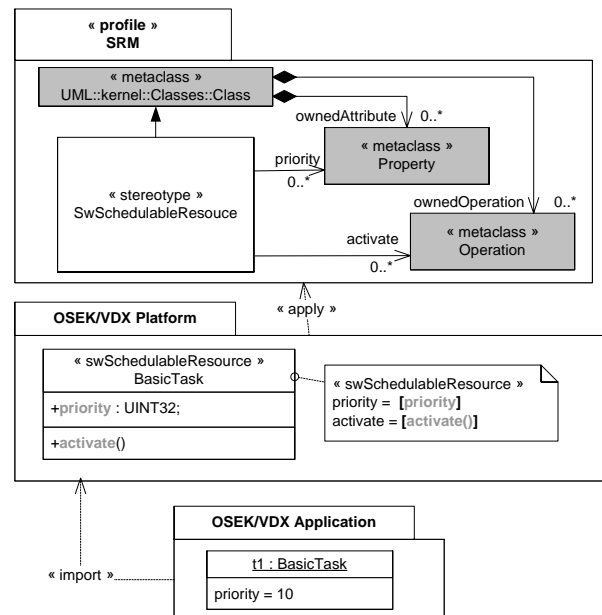 « profile »
SRM
« metaclass »
UML::kernel::Classes::Class
ownedAttribute 0..*
« metaclass »
Property
priority
0..*
« stereotype »
SwSchedulableResouce
ownedOperation 0..*
« metaclass »
Operation
activate
0..*
« apply »
OSEK/VDX Platform
« swSchedulableResource »
BasicTask
+priority : UINT32;
+activate()
« swSchedulableResource »
priority = [priority]
activate = [activate()]
« import »
OSEK/VDX Application
t1 : BasicTask
priority = 10